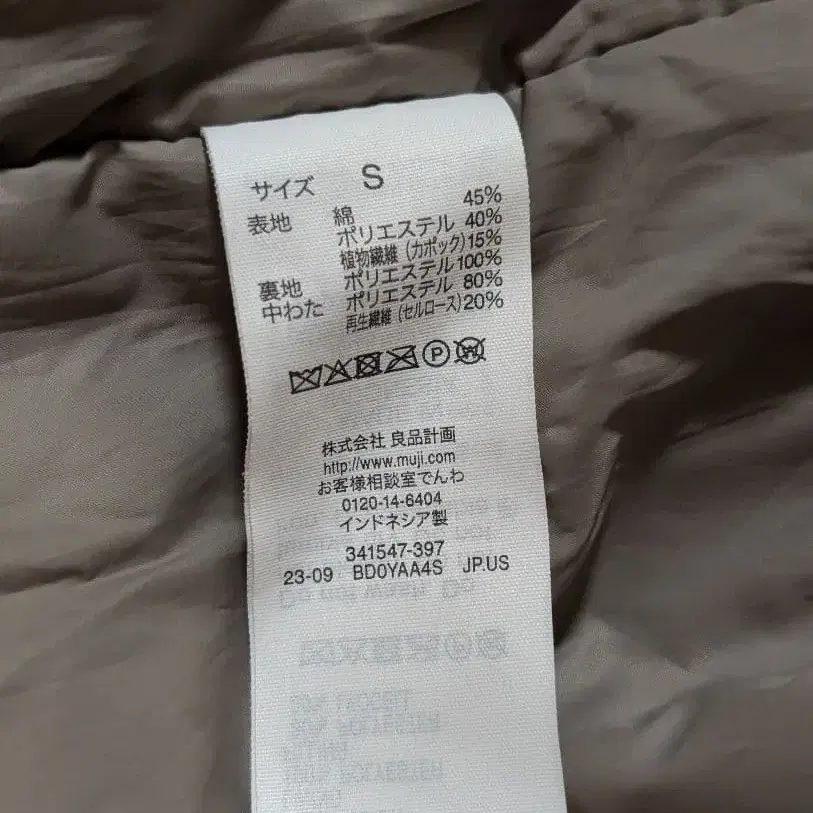 サイズ S
表地 綿 45%
ポリエステル 40%
植物繊維(カポック)15%
裏地 ポリエステル 100%
中わた ポリエステル 80%
再生繊維(セルロース)20%
P W
株式会社 良品計画
http://www.muji.com
お客様相談室でんわ
0120-14-6404
インドネシア製
341547-397
23-09 BD0YAA4S JP.US